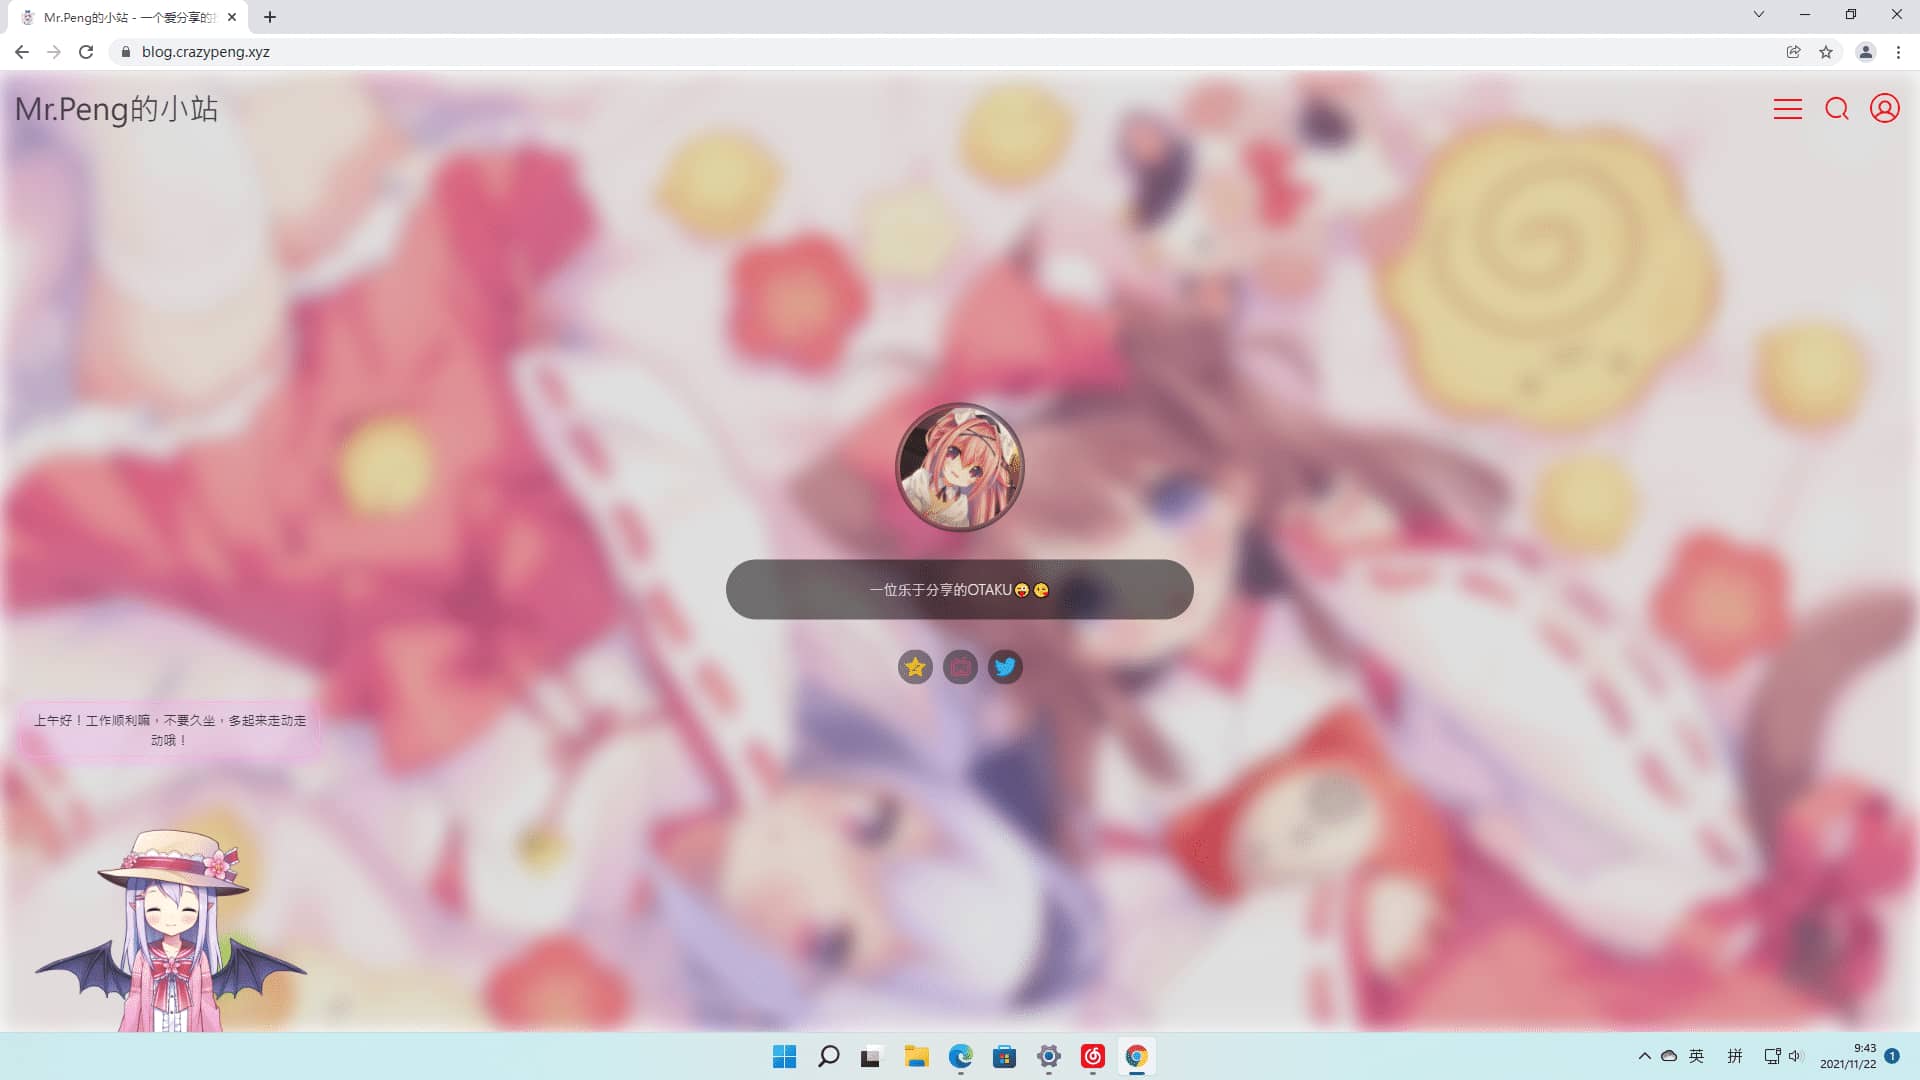 Mr.Peng的小站 - 一个爱分享的
blog.crazypeng.xyz
Mr.Peng的小站
一位乐于分享的OTAKU😜😘
上午好！工作顺利嘛，不要久坐，多起来走动走
动哦！
英 拼
9:43
2021/11/22
1